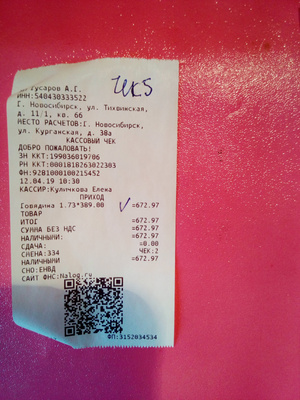 Чек5
Гусаров А.Г.
ИНН:540430333522
Г. Новосибирск, ул. Тихвинская,
д. 11/1, кв. 66
МЕСТО РАСЧЕТОВ:Г. Новосибирск,
ул. Курганская, д. 38а
КАССОВЫЙ ЧЕК
ДОБРО ПОЖАЛОВАТЬ!
ЗН ККТ:199036019706
РН ККТ:0001818263022303
ФН:9281000100215452
12.04.19 10:30
КАССИР:Куличкова Елена
ПРИХОД
Говядина 1.73*389.00 =672.97
ТОВАР
ИТОГ =672.97
СУММА БЕЗ НДС =672.97
НАЛИЧНЫМИ: =672.97
СДАЧА: =0.00
СМЕНА:334 ЧЕК:2
НАЛИЧНЫМИ =672.97
СНО:ЕНВД
САЙТ ФНС:Nalog.ru
ФП:3152034534